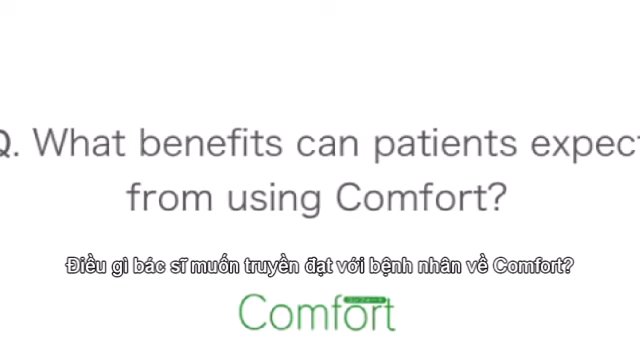 Q. What benefits can patients expect
from using Comfort?
Điều gì bác sĩ muốn truyền đạt với bệnh nhân về Comfort?
Comfort